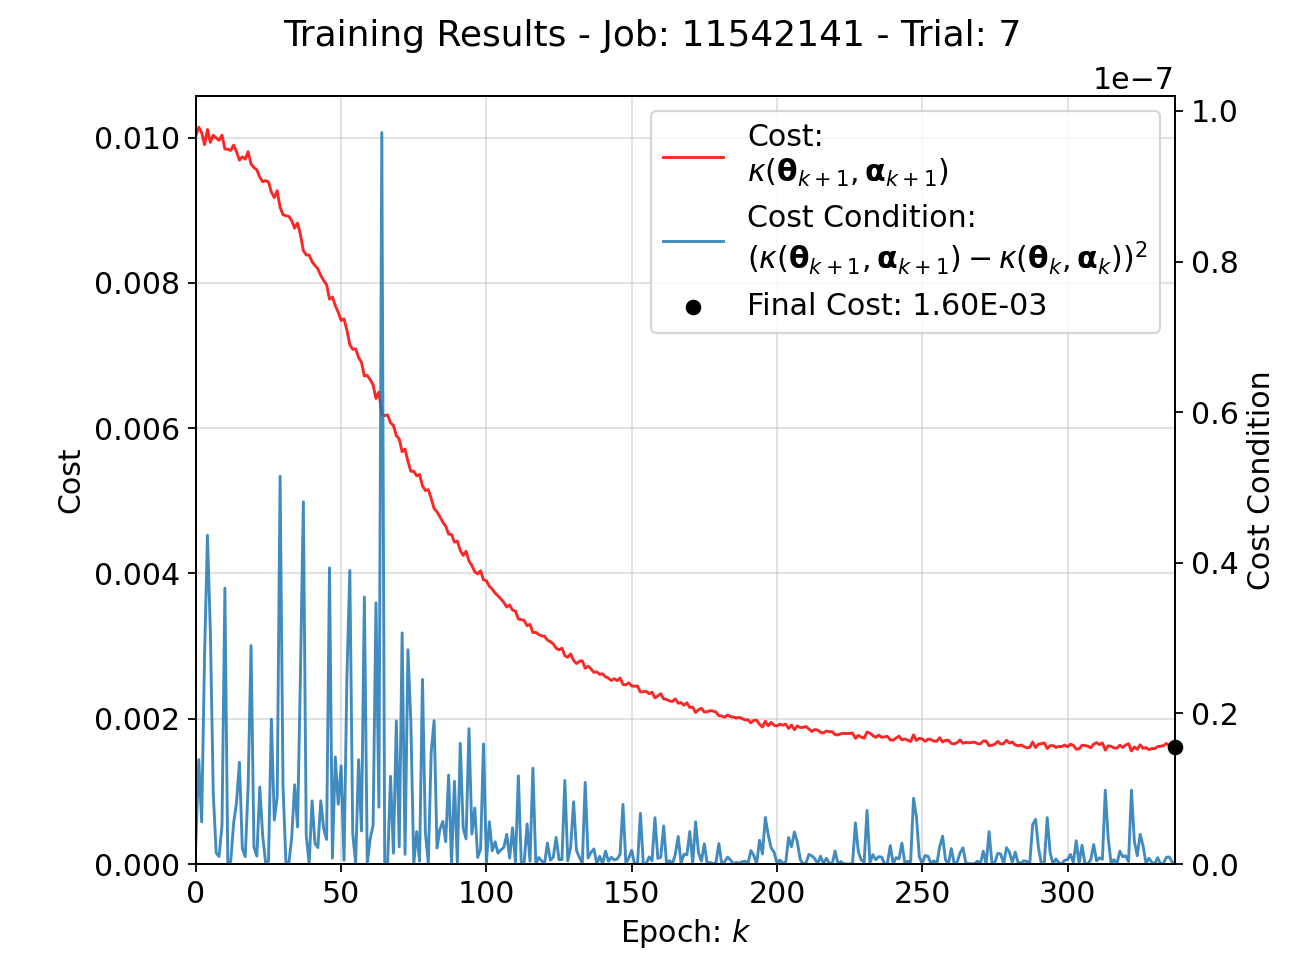 Training Results - Job: 11542141 - Trial: 7
1e−7
Cost:
κ(θ_{k+1}, α_{k+1})
Cost Condition:
(κ(θ_{k+1}, α_{k+1}) − κ(θ_k, α_k))²
Final Cost: 1.60E-03
0.010
0.008
0.006
0.004
0.002
0.000
Cost
1.0
0.8
0.6
0.4
0.2
0.0
Cost Condition
0 50 100 150 200 250 300
Epoch: k